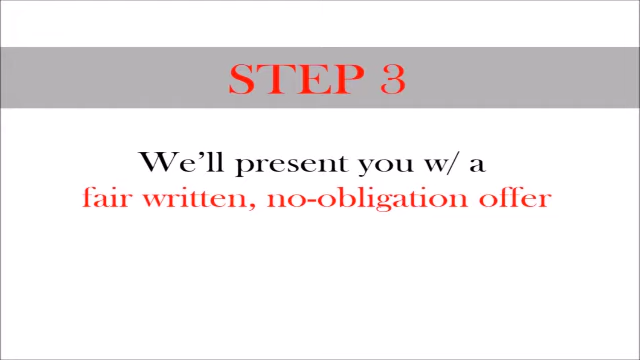 STEP 3
We'll present you w/ a
fair written, no-obligation offer